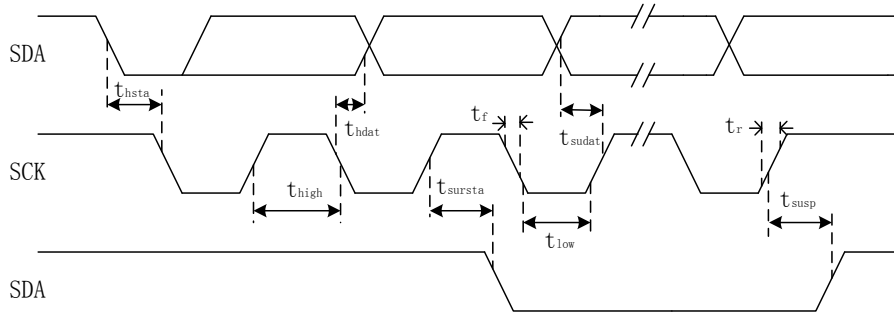 SDA
thsta
thdat
tf
tsudat
tr
SCK
thigh
tsursta
tlow
tsusp
SDA